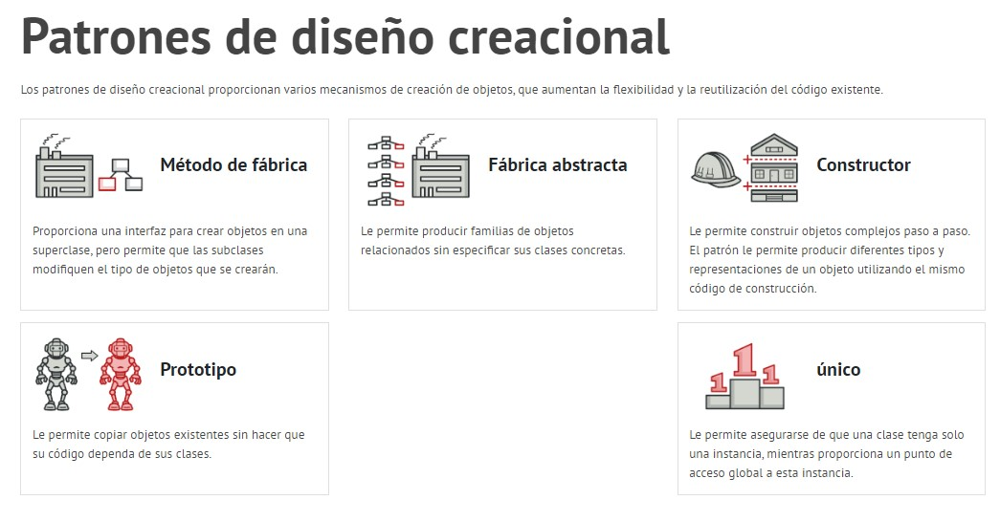 Patrones de diseño creacional
Los patrones de diseño creacional proporcionan varios mecanismos de creación de objetos, que aumentan la flexibilidad y la reutilización del código existente.
Método de fábrica
Proporciona una interfaz para crear objetos en una
superclase, pero permite que las subclases
modifiquen el tipo de objetos que se crearán.
Fábrica abstracta
Le permite producir familias de objetos
relacionados sin especificar sus clases concretas.
Constructor
Le permite construir objetos complejos paso a paso.
El patrón le permite producir diferentes tipos y
representaciones de un objeto utilizando el mismo
código de construcción.
Prototipo
Le permite copiar objetos existentes sin hacer que
su código dependa de sus clases.
1 1 1
único
Le permite asegurarse de que una clase tenga solo
una instancia, mientras proporciona un punto de
acceso global a esta instancia.